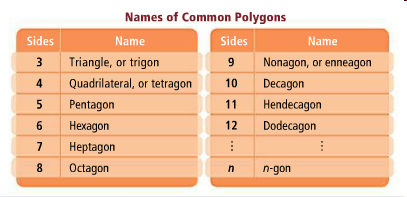 Names of Common Polygons
Sides Name
3 Triangle, or trigon
4 Quadrilateral, or tetragon
5 Pentagon
6 Hexagon
7 Heptagon
8 Octagon
Sides Name
9 Nonagon, or enneagon
10 Decagon
11 Hendecagon
12 Dodecagon
⋮ ⋮
n n-gon